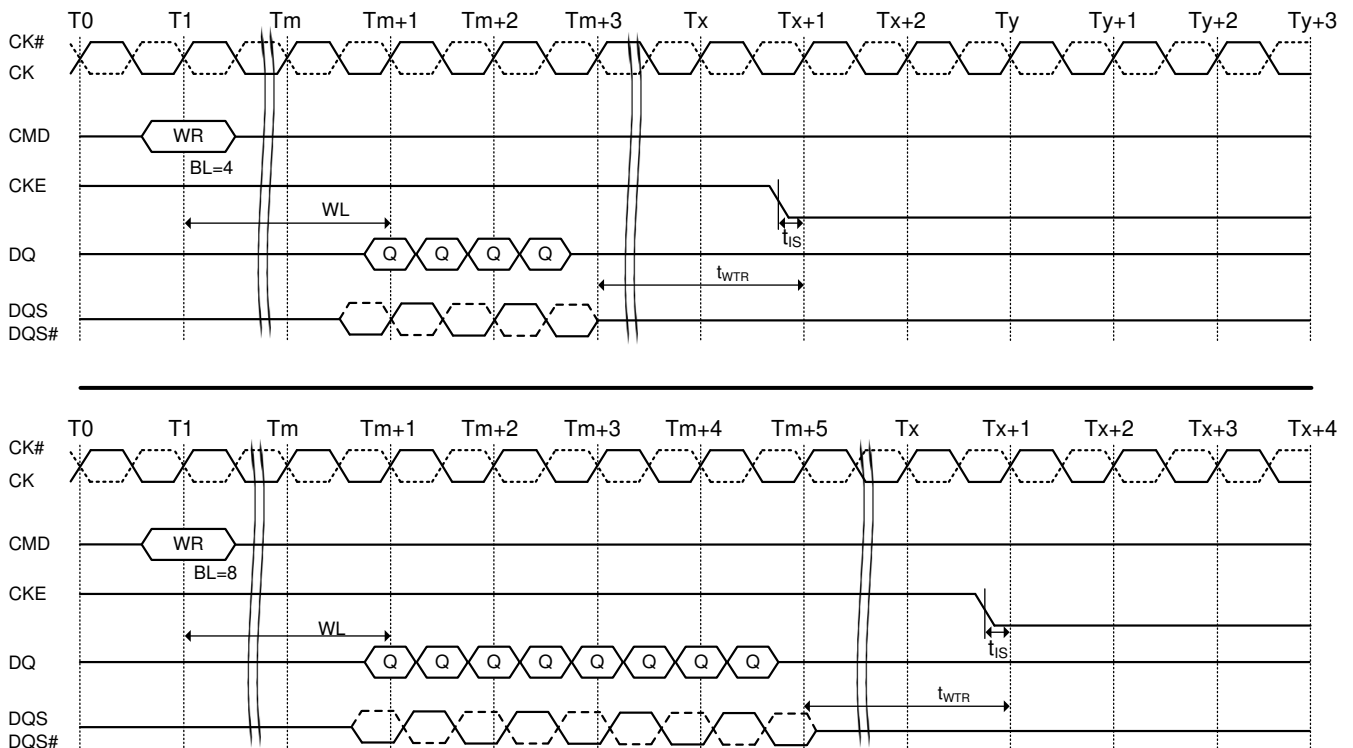 T0 T1 Tm Tm+1 Tm+2 Tm+3 Tx Tx+1 Tx+2 Ty Ty+1 Ty+2 Ty+3
CK#
CK
CMD WR
BL=4
CKE
WL
tIS
DQ Q Q Q Q
tWTR
DQS
DQS#
T0 T1 Tm Tm+1 Tm+2 Tm+3 Tm+4 Tm+5 Tx Tx+1 Tx+2 Tx+3 Tx+4
CK#
CK
CMD WR
BL=8
CKE
WL
tIS
DQ Q Q Q Q Q Q Q Q
tWTR
DQS
DQS#